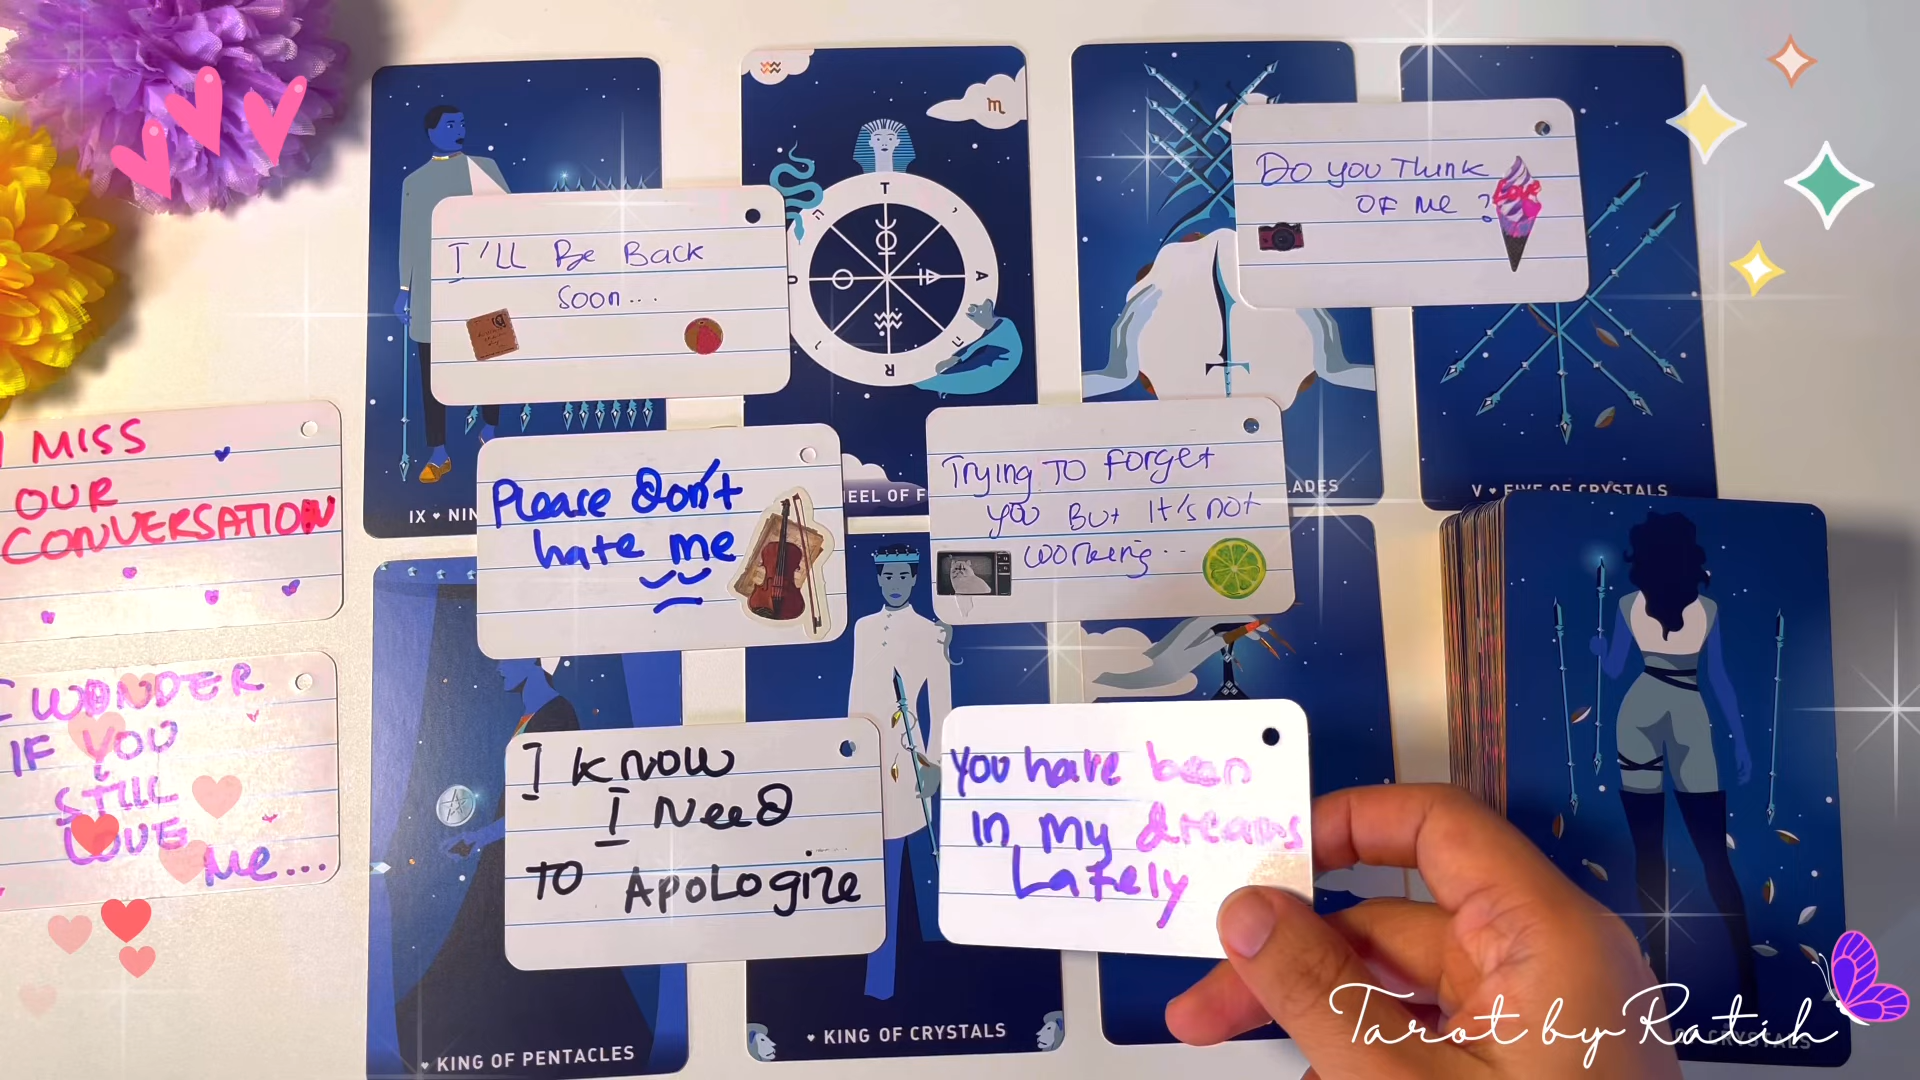 I'LL Be Back
Soon...
Do you Think
OF me ?
I MISS
OUR
CONVERSATION
Please Don't
hate me
Trying TO Forget
you But It's not
working...
I WONDER
IF YOU
STILL
LOVE
Me...
I know
I Need
TO Apologize
You have been
in my dreams
Lately
IX ♥ NIN
EEL OF F
ADES
V ♥ FIVE OF CRYSTALS
♥ KING OF PENTACLES
♥ KING OF CRYSTALS
CRYSTALS
Tarot by Ratih
T
A
R
O